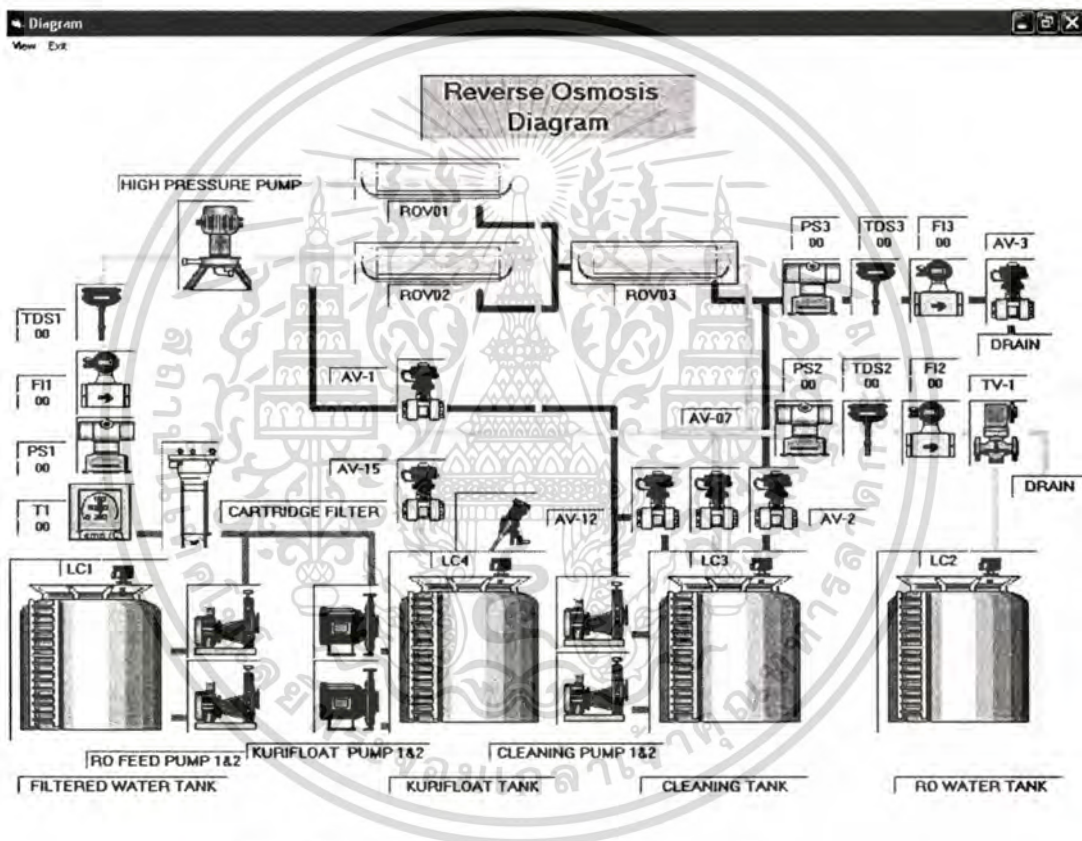 Diagram
View Exit
Reverse Osmosis
Diagram
HIGH PRESSURE PUMP
ROV01
ROV02
ROV03
PS3
00
TDS3
00
FI3
00
AV-3
DRAIN
TDS1
00
FI1
00
PS1
00
T1
00
AV-1
AV-15
CARTRIDGE FILTER
AV-07
AV-12
AV-2
PS2
00
TDS2
00
FI2
00
TV-1
DRAIN
LC1
LC4
LC3
LC2
RO FEED PUMP 1&2
KURIFLOAT PUMP 1&2
CLEANING PUMP 1&2
FILTERED WATER TANK
KURIFLOAT TANK
CLEANING TANK
RO WATER TANK